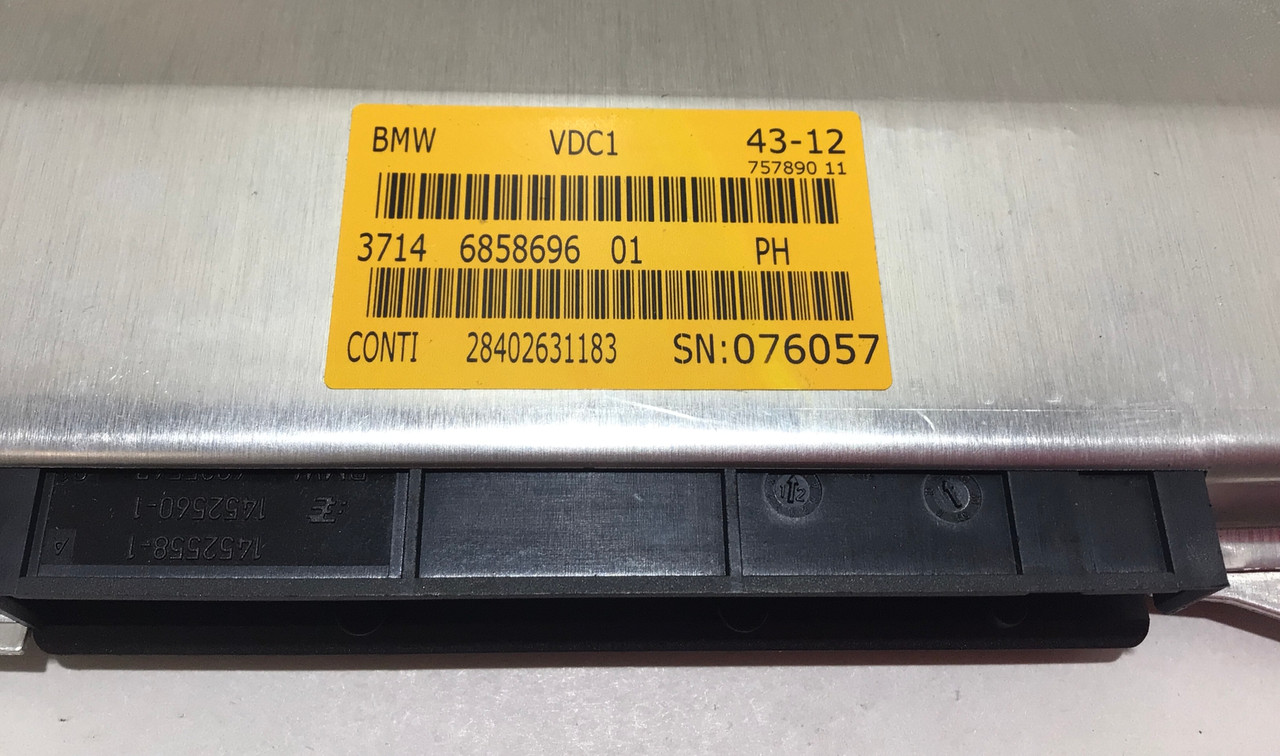 BMW VDC1 43-12
757890 11
3714 6858696 01 PH
CONTI 28402631183 SN:076057
1452560-1
1452558-1